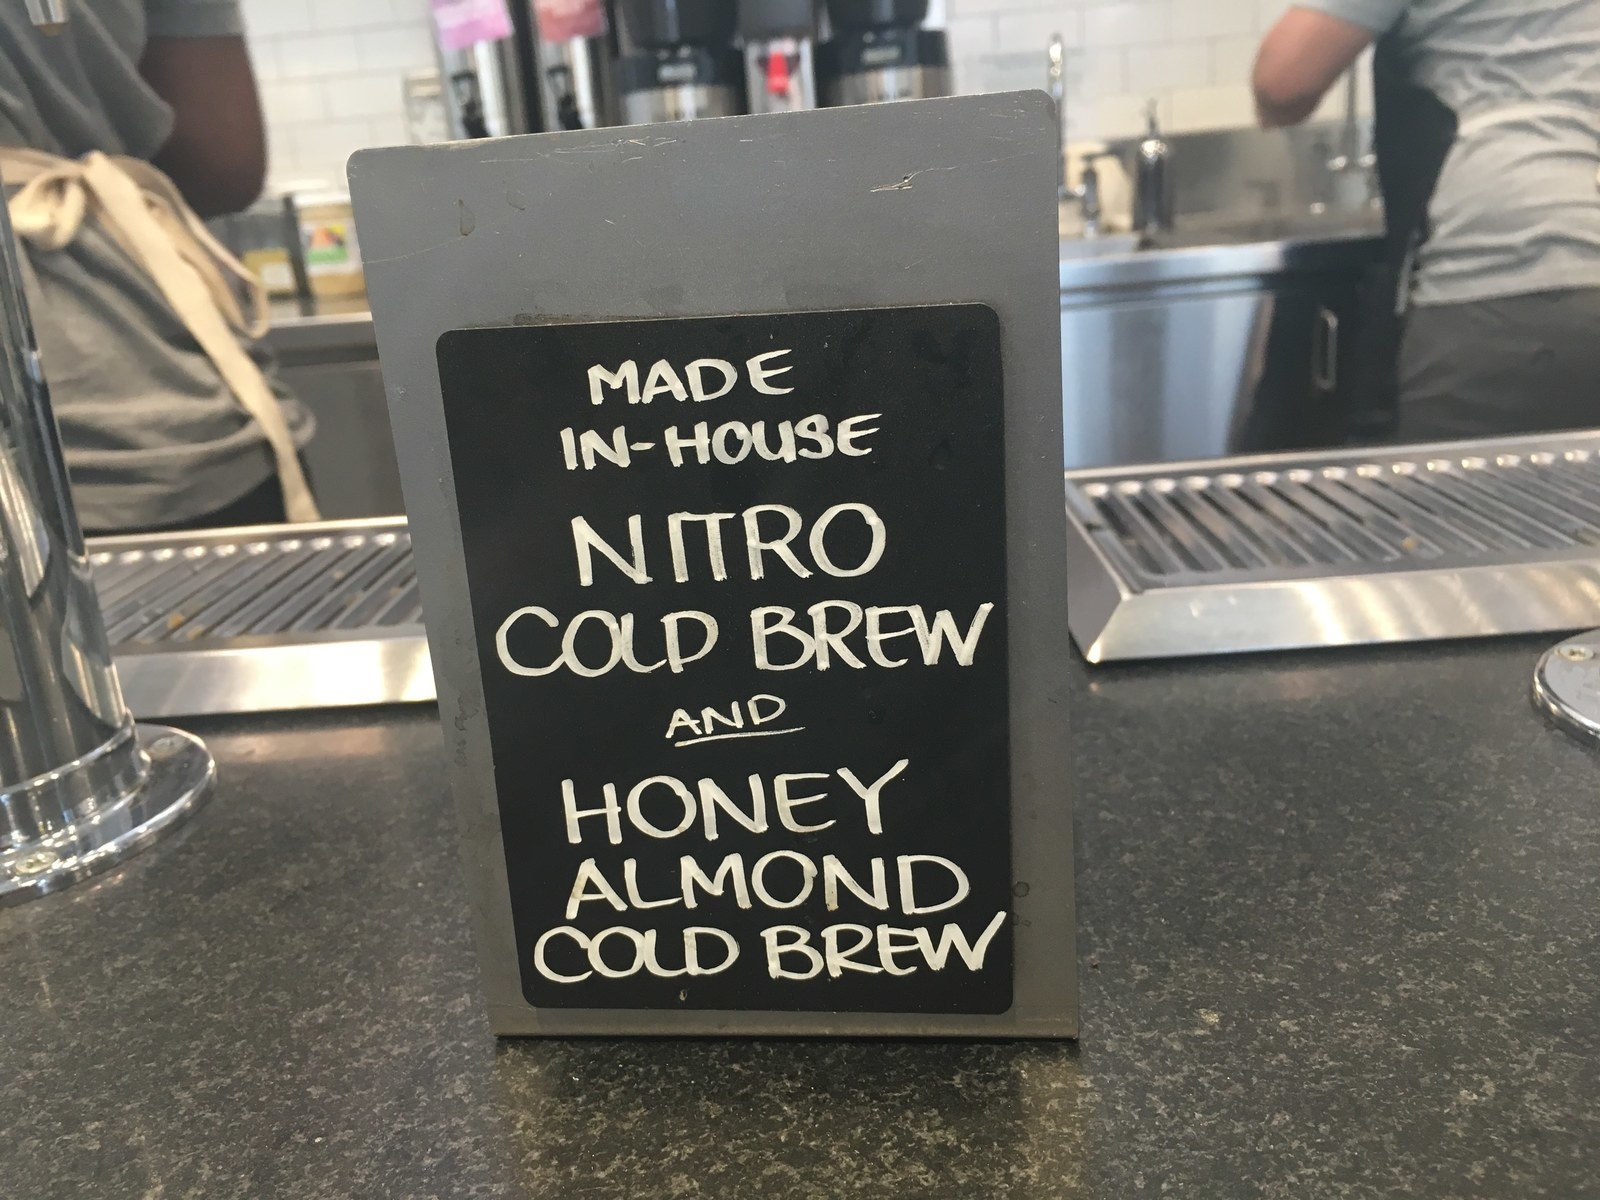 MADE
IN-HOUSE
NITRO
COLD BREW
AND
HONEY
ALMOND
COLD BREW